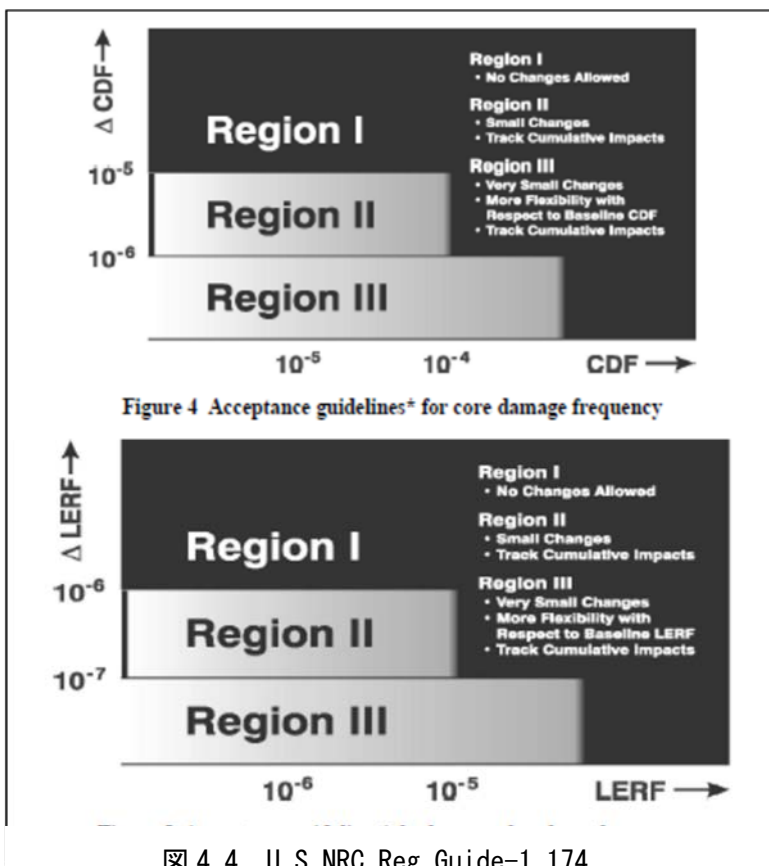 Δ CDF→
Region I
• No Changes Allowed
Region II
• Small Changes
• Track Cumulative Impacts
Region III
• Very Small Changes
• More Flexibility with
Respect to Baseline CDF
• Track Cumulative Impacts
Region I
10-5
Region II
10-6
Region III
10-5 10-4 CDF→
Figure 4 Acceptance guidelines* for core damage frequency
Δ LERF→
Region I
• No Changes Allowed
Region II
• Small Changes
• Track Cumulative Impacts
Region III
• Very Small Changes
• More Flexibility with
Respect to Baseline LERF
• Track Cumulative Impacts
Region I
10-6
Region II
10-7
Region III
10-6 10-5 LERF→
図 4.4 U.S.NRC Reg.Guide-1.174